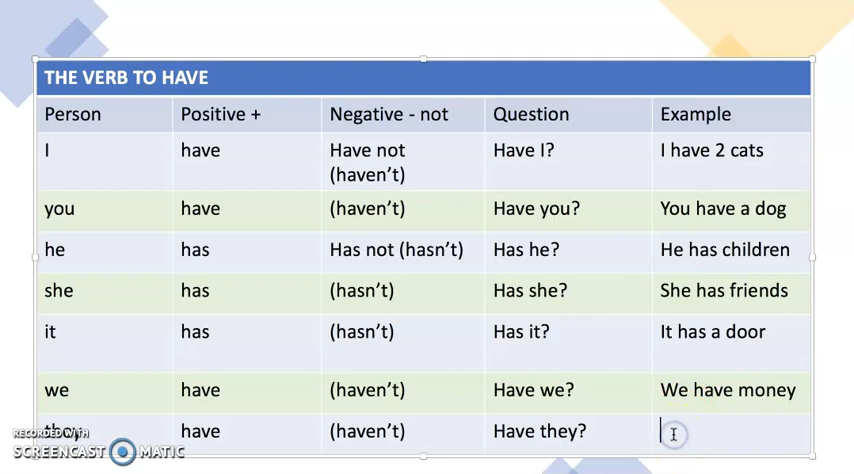 THE VERB TO HAVE
Person Positive + Negative - not Question Example
I have Have not (haven't) Have I? I have 2 cats
you have (haven't) Have you? You have a dog
he has Has not (hasn't) Has he? He has children
she has (hasn't) Has she? She has friends
it has (hasn't) Has it? It has a door
we have (haven't) Have we? We have money
they have (haven't) Have they?
RECORDED WITH
SCREENCAST MATIC